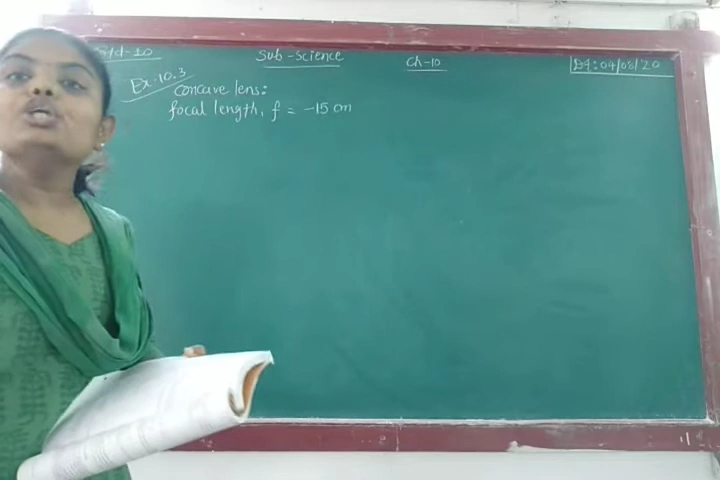 Std-10 Sub-Science Ch-10 Dt: 04/08/20
Ex-10.3
Concave lens:
focal length, f = -15 cm